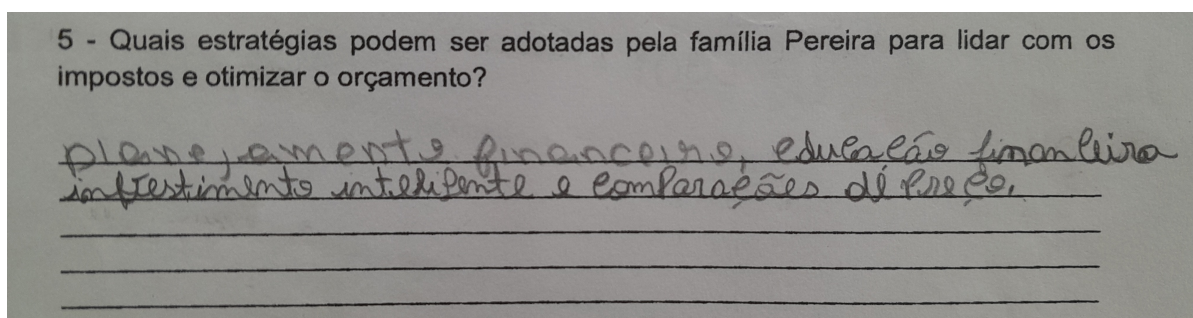 5 - Quais estratégias podem ser adotadas pela família Pereira para lidar com os
impostos e otimizar o orçamento?
planejamento financeiro, educação financeira
infrestimento inteligente e comparações de preço.